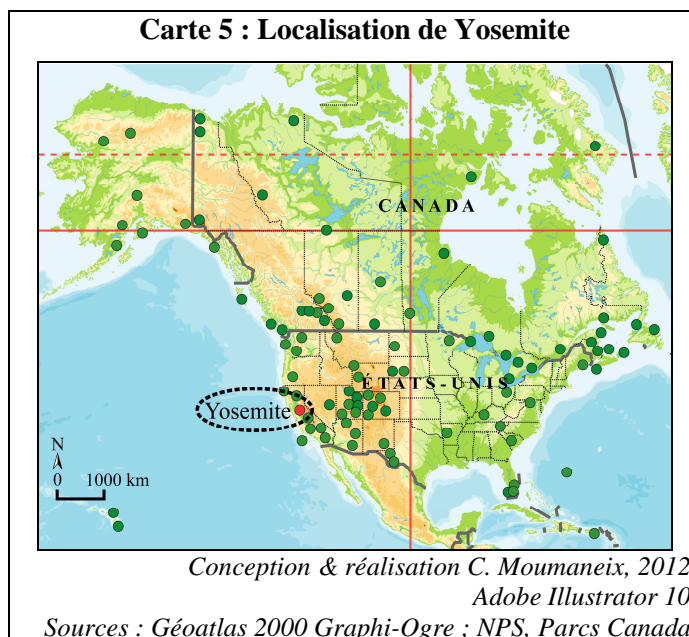 Carte 5 : Localisation de Yosemite
CANADA
ÉTATS-UNIS
Yosemite
N
0 1000 km
Conception & réalisation C. Moumaneix, 2012
Adobe Illustrator 10
Sources : Géoatlas 2000 Graphi-Ogre ; NPS, Parcs Canada